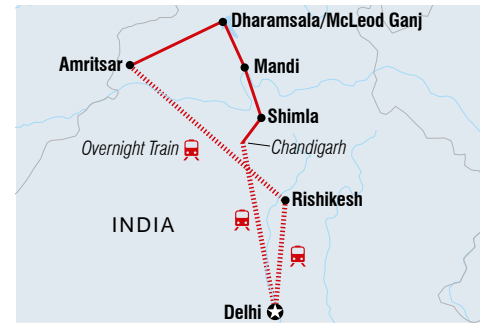 Dharamsala/McLeod Ganj
Amritsar
Mandi
Shimla
Overnight Train
Chandigarh
Rishikesh
INDIA
Delhi